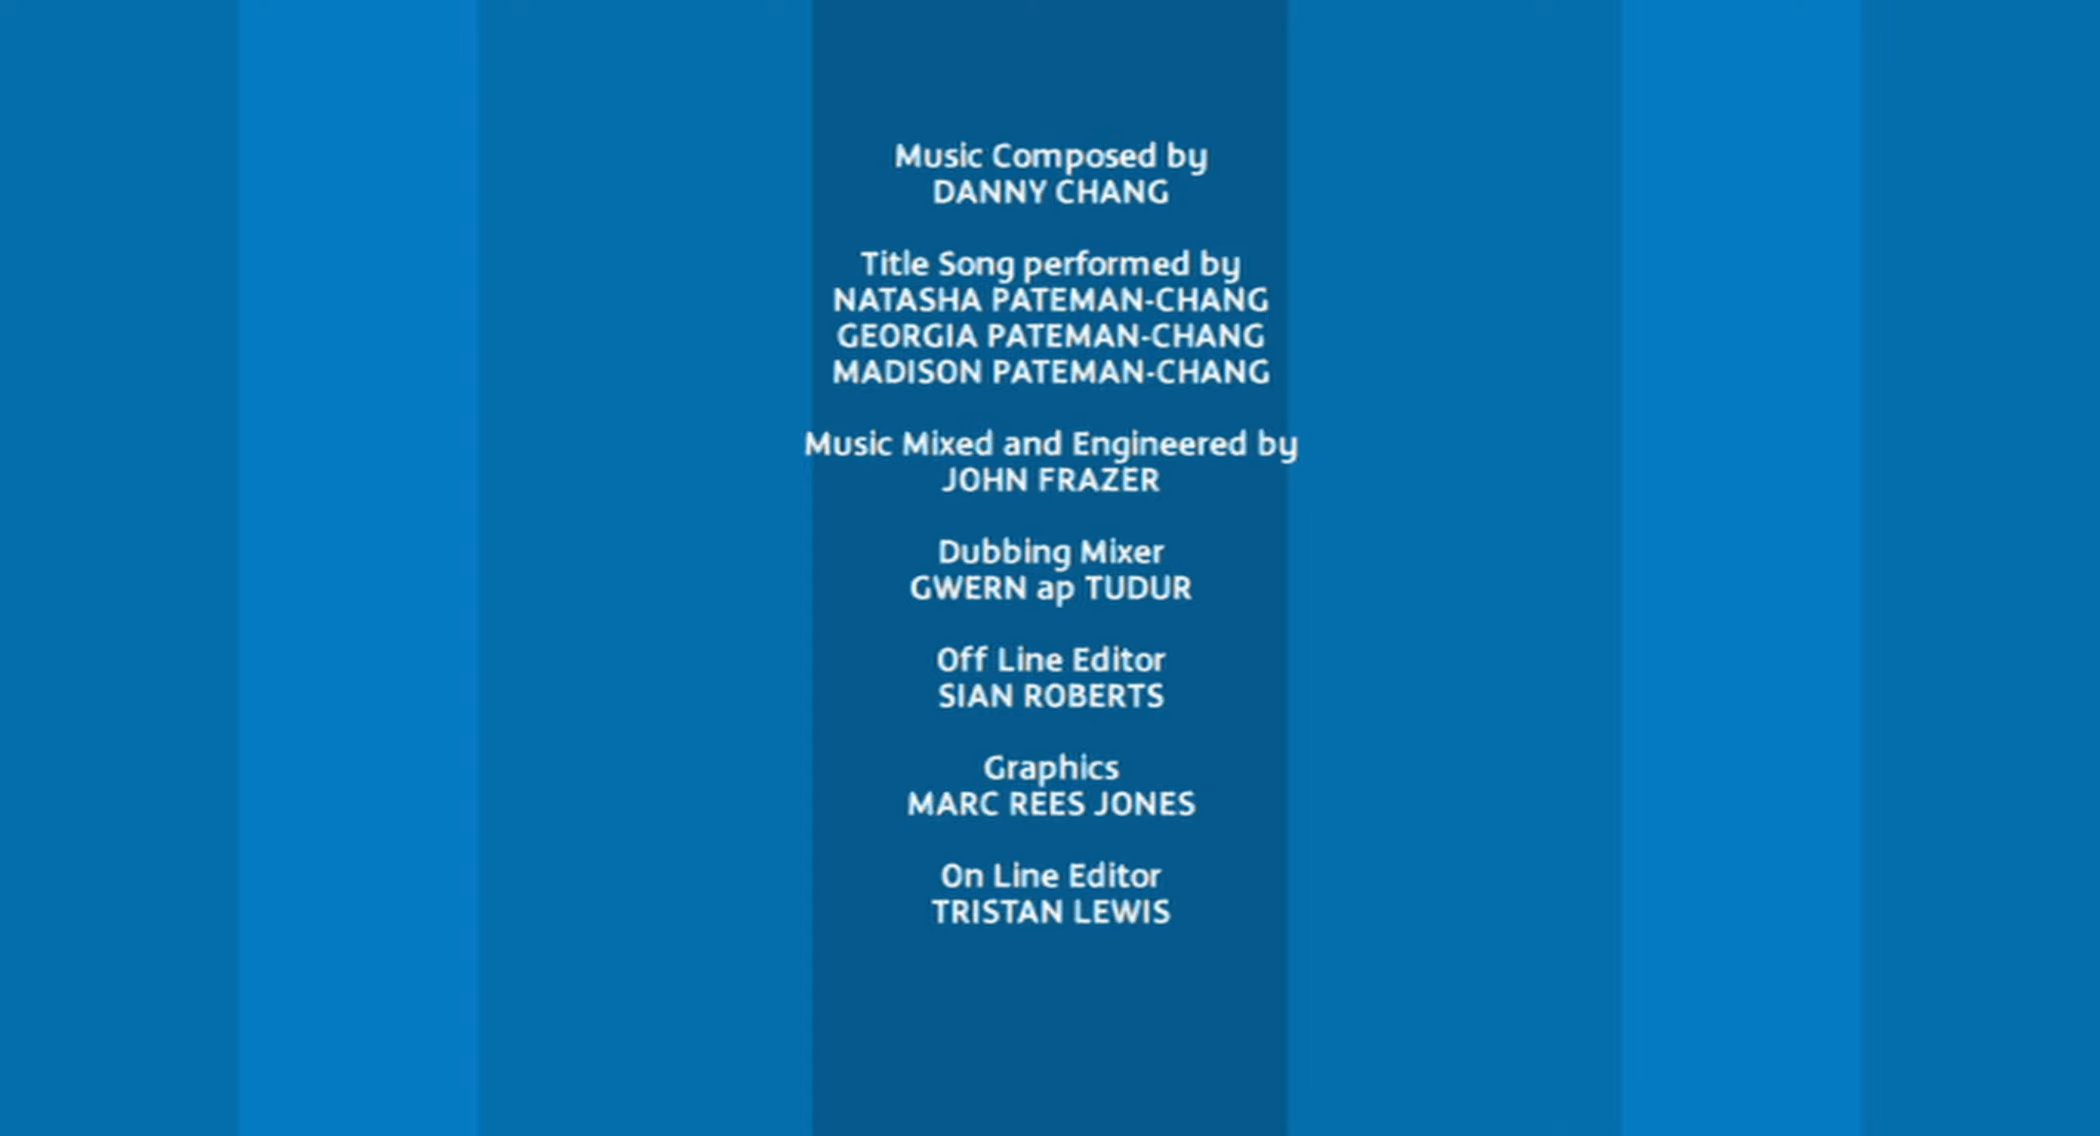 Music Composed by
DANNY CHANG
Title Song performed by
NATASHA PATEMAN-CHANG
GEORGIA PATEMAN-CHANG
MADISON PATEMAN-CHANG
Music Mixed and Engineered by
JOHN FRAZER
Dubbing Mixer
GWERN ap TUDUR
Off Line Editor
SIAN ROBERTS
Graphics
MARC REES JONES
On Line Editor
TRISTAN LEWIS